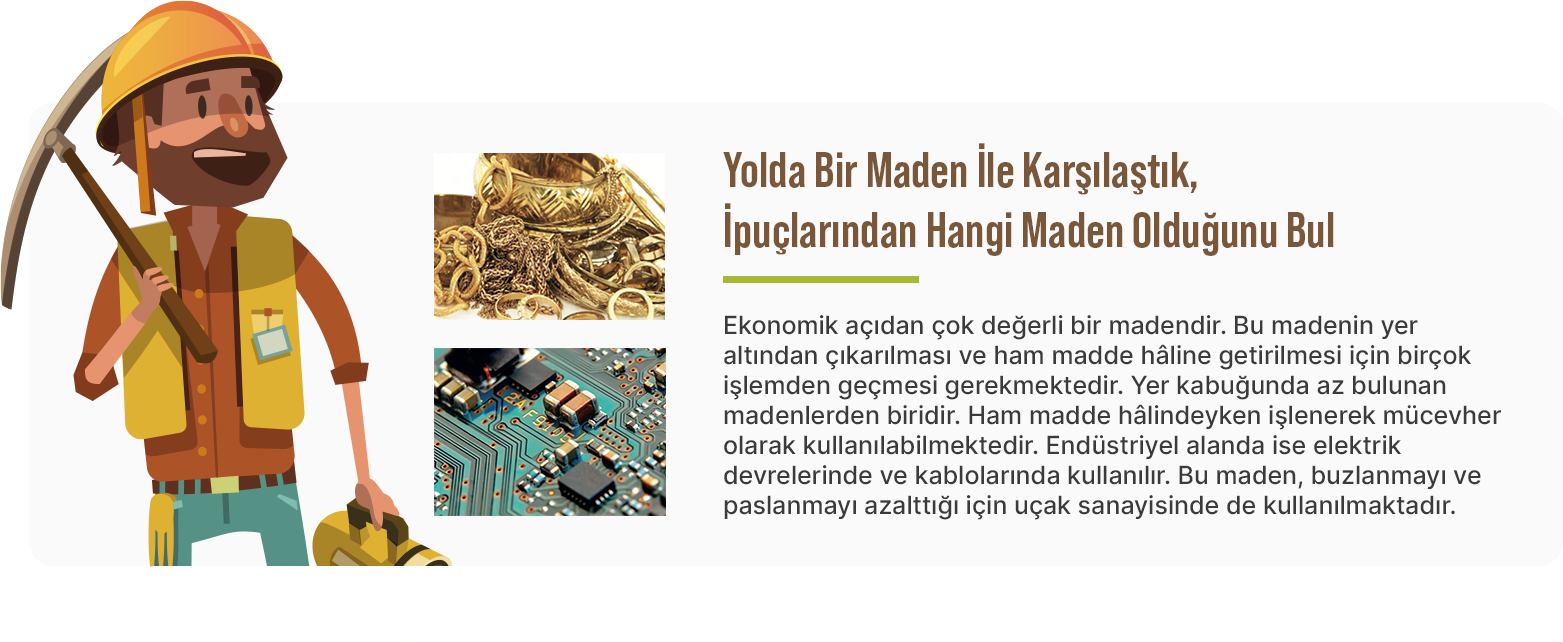 Yolda Bir Maden İle Karşılaştık,
İpuçlarından Hangi Maden Olduğunu Bul
Ekonomik açıdan çok değerli bir madendir. Bu madenin yer
altından çıkarılması ve ham madde hâline getirilmesi için birçok
işlemden geçmesi gerekmektedir. Yer kabuğunda az bulunan
madenlerden biridir. Ham madde hâlindeyken işlenerek mücevher
olarak kullanılabilmektedir. Endüstriyel alanda ise elektrik
devrelerinde ve kablolarında kullanılır. Bu maden, buzlanmayı ve
paslanmayı azalttığı için uçak sanayisinde de kullanılmaktadır.